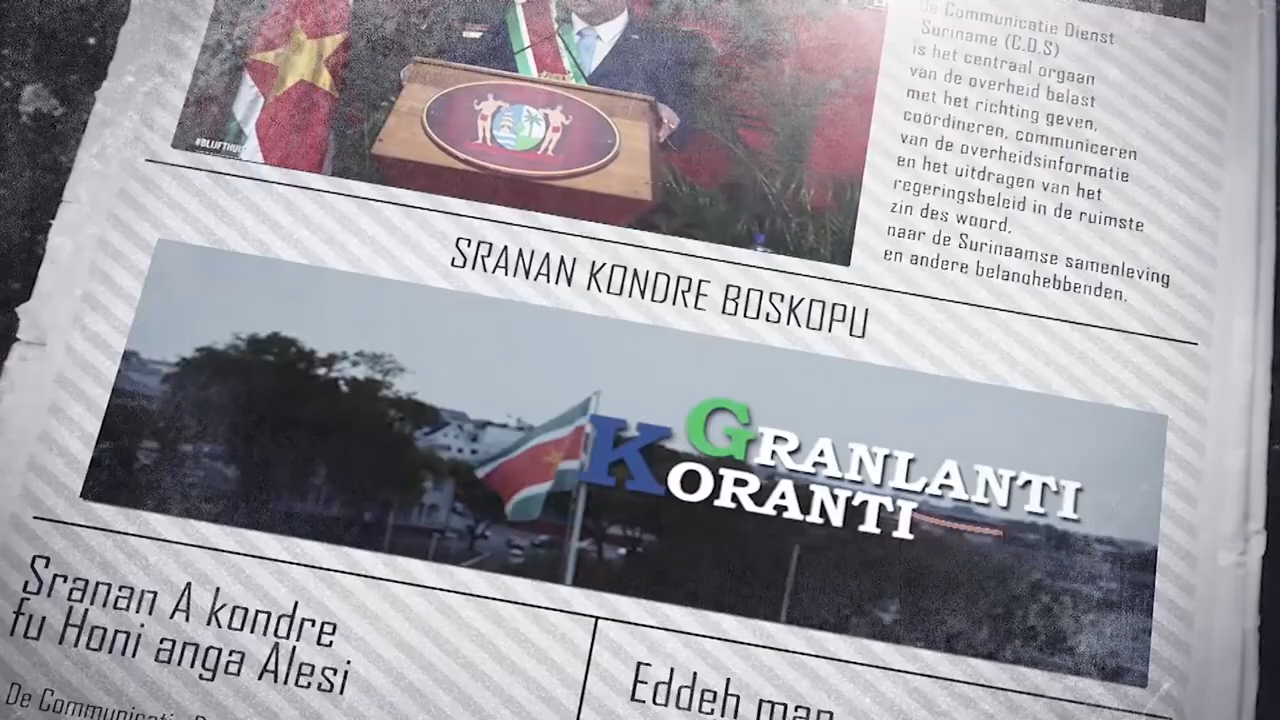 De Communicatie Dienst
Suriname (C.D.S)
is het centraal orgaan
van de overheid belast
met het richting geven,
coördineren, communiceren
van de overheidsinformatie
en het uitdragen van het
regeringsbeleid in de ruimste
zin des woord,
naar de Surinaamse samenleving
en andere belanghebbenden.
SRANAN KONDRE BOSKOPU
GRANLANTI
KORANTI
Sranan A kondre
fu Honi anga Alesi
De
Eddeh man